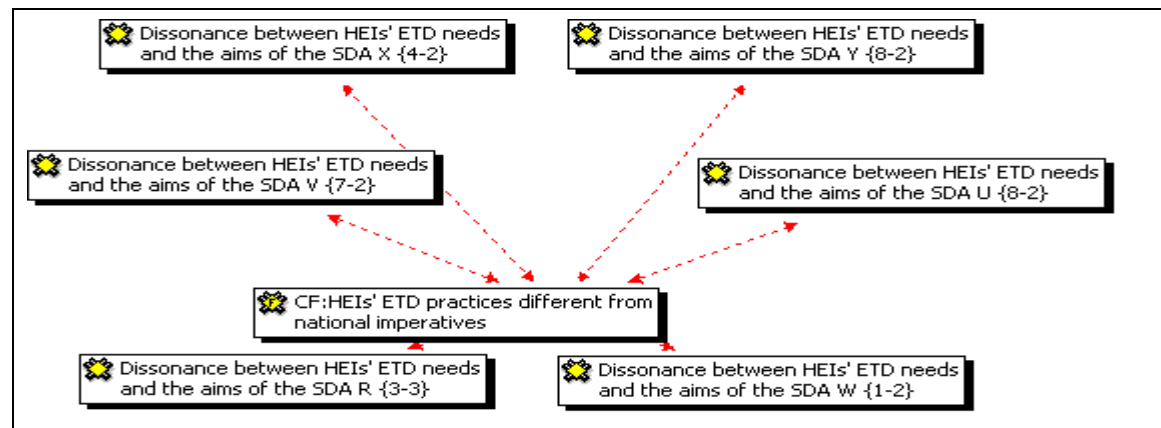 Dissonance between HEIs' ETD needs
and the aims of the SDA X {4-2}
Dissonance between HEIs' ETD needs
and the aims of the SDA Y {8-2}
Dissonance between HEIs' ETD needs
and the aims of the SDA V {7-2}
Dissonance between HEIs' ETD needs
and the aims of the SDA U {8-2}
CF:HEIs' ETD practices different from
national imperatives
Dissonance between HEIs' ETD needs
and the aims of the SDA R {3-3}
Dissonance between HEIs' ETD needs
and the aims of the SDA W {1-2}